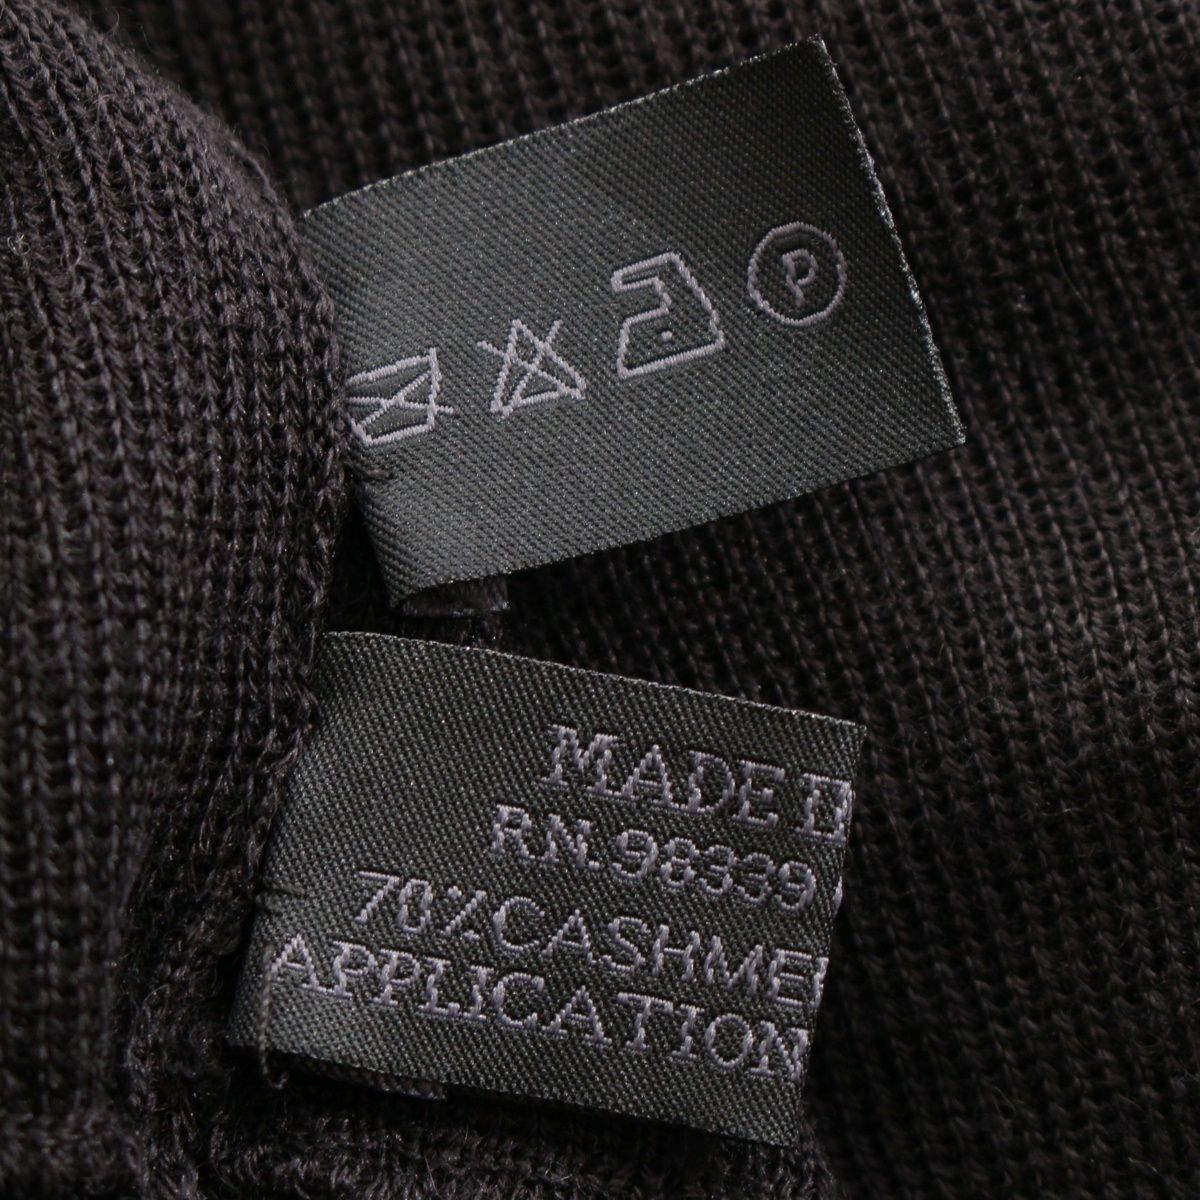 P
MADE
RN.98339
70%CASHME
APPLICATION